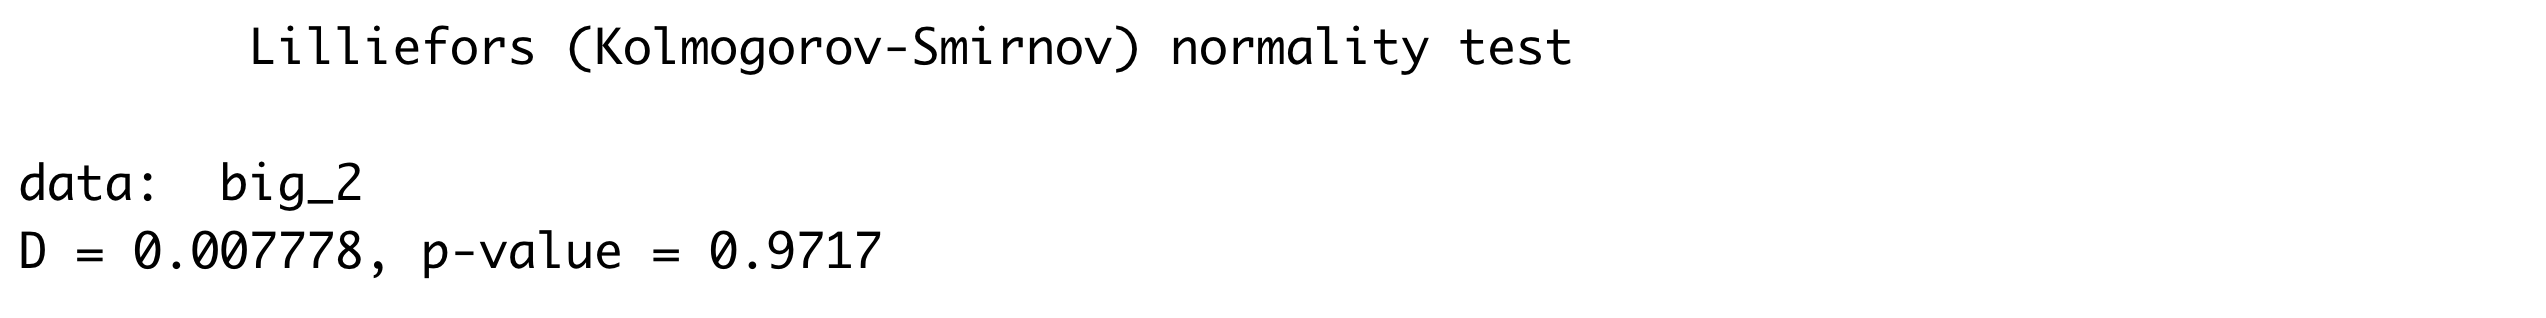 Lilliefors (Kolmogorov-Smirnov) normality test
data:  big_2
D = 0.007778, p-value = 0.9717